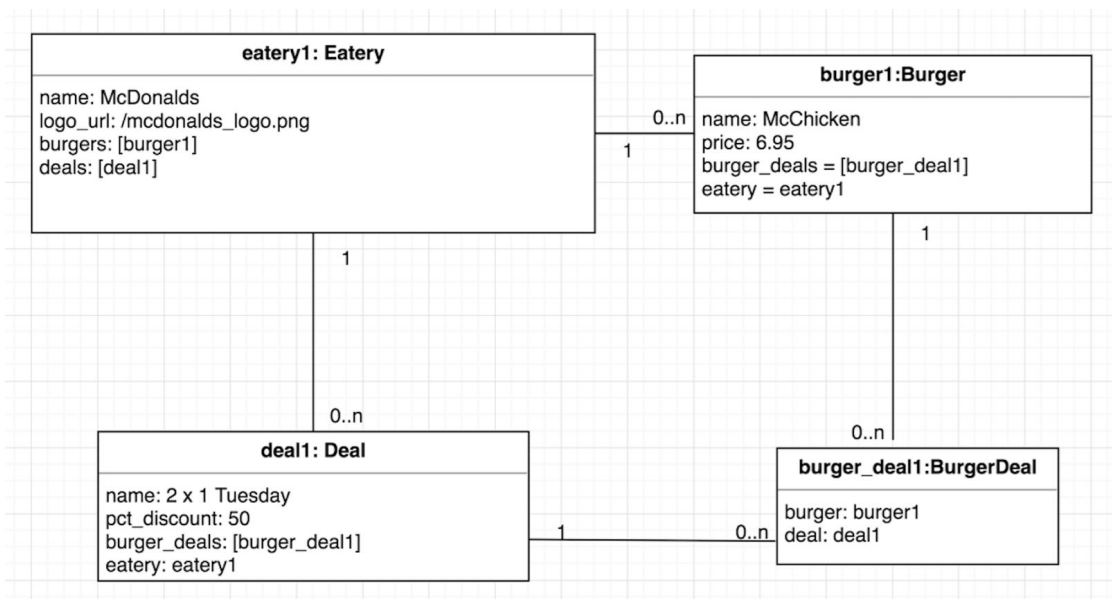 eatery1: Eatery
name: McDonalds
logo_url: /mcdonalds_logo.png
burgers: [burger1]
deals: [deal1]
burger1:Burger
name: McChicken
price: 6.95
burger_deals = [burger_deal1]
eatery = eatery1
0..n
1
1
1
0..n
0..n
deal1: Deal
name: 2 x 1 Tuesday
pct_discount: 50
burger_deals: [burger_deal1]
eatery: eatery1
1
0..n
burger_deal1:BurgerDeal
burger: burger1
deal: deal1